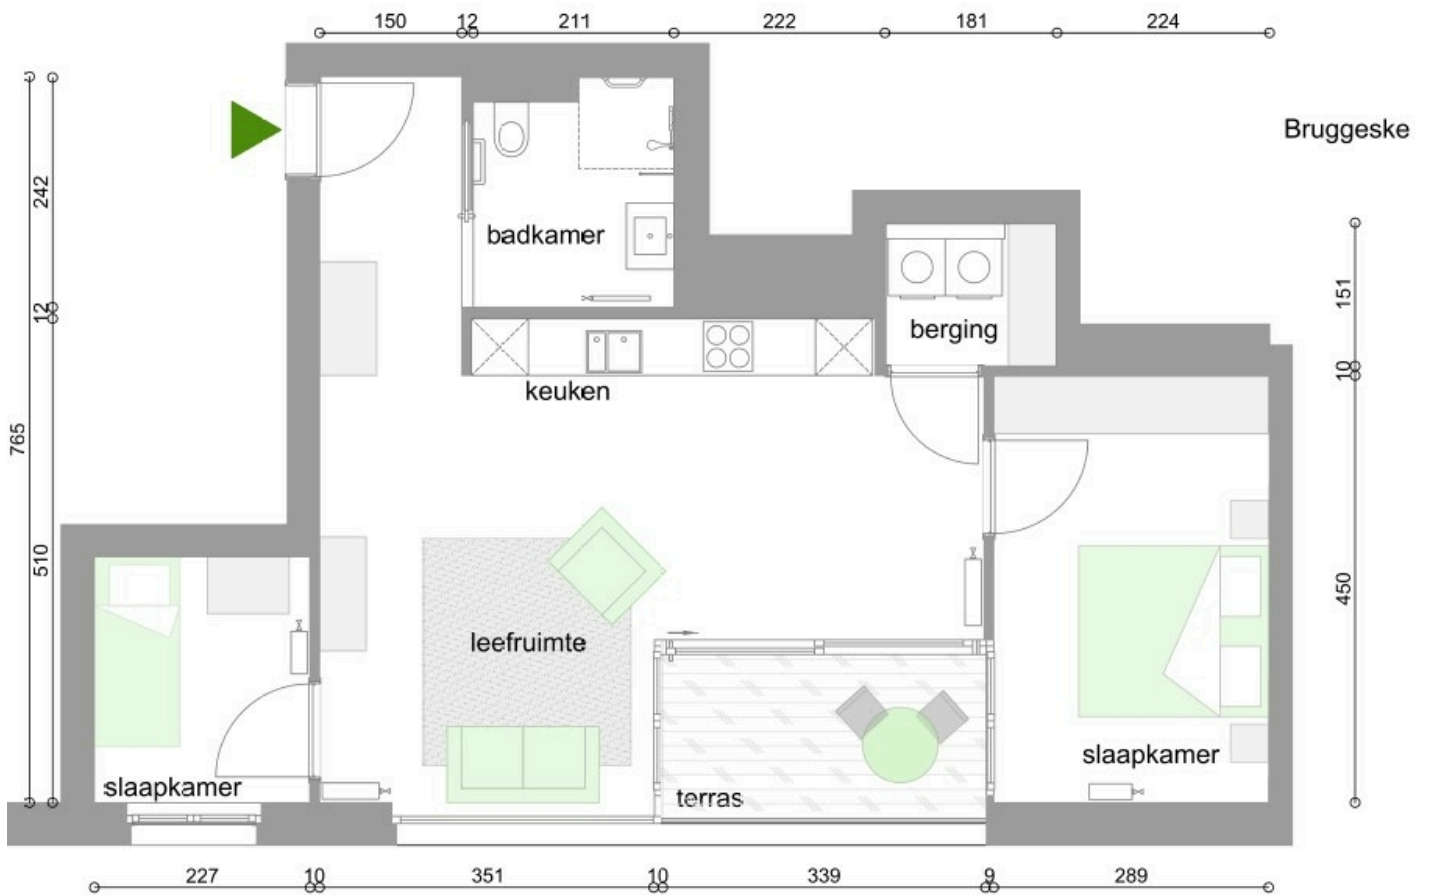 150 12 211 222 181 224
Bruggeske
242
12
765
510
badkamer
keuken
berging
151
10
450
leefruimte
slaapkamer
terras
slaapkamer
227 10 351 10 339 9 289